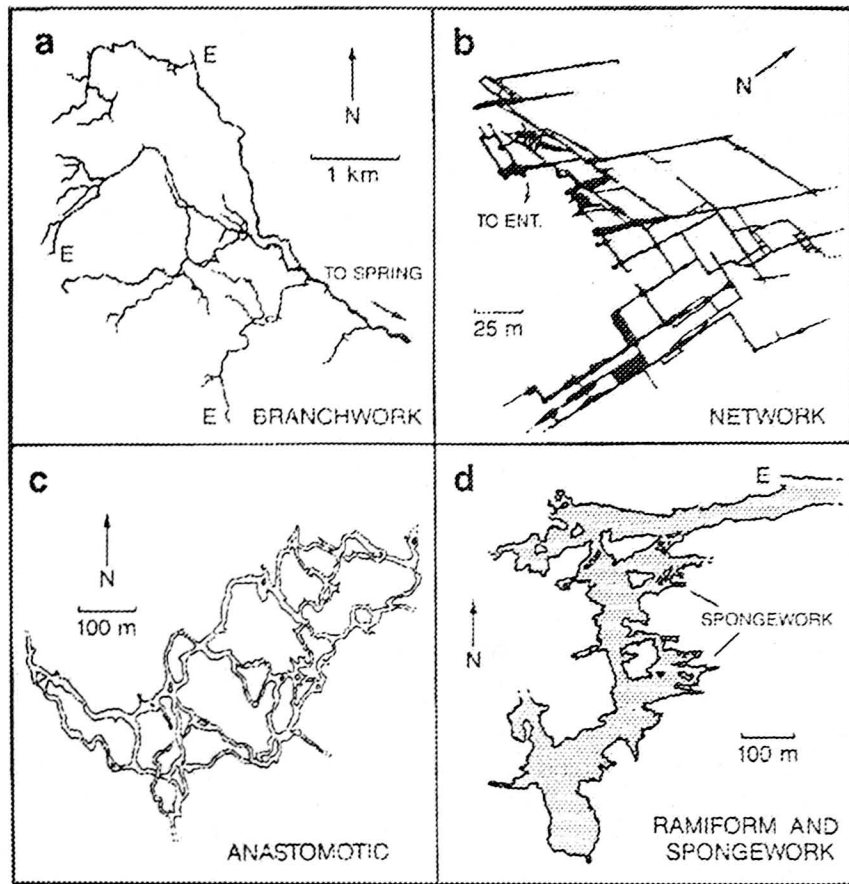 a
E
N
1 km
E
TO SPRING
E
BRANCHWORK
b
N
TO ENT.
25 m
NETWORK
c
N
100 m
ANASTOMOTIC
d
E
SPONGEWORK
N
100 m
RAMIFORM AND
SPONGEWORK